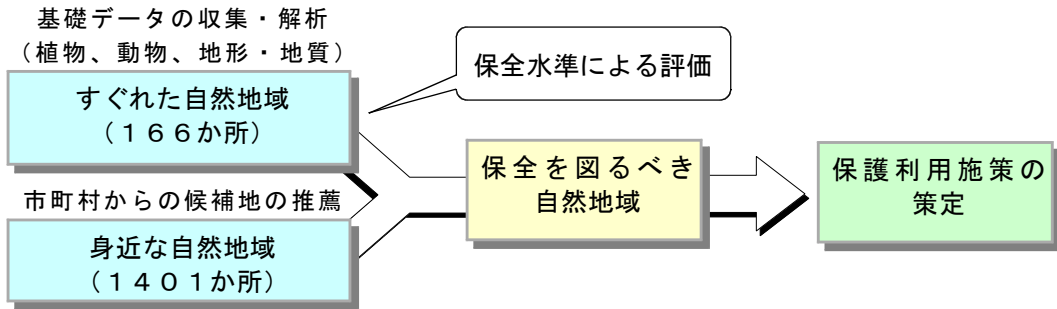 基礎データの収集・解析
（植物、動物、地形・地質）
すぐれた自然地域
（１６６か所）
市町村からの候補地の推薦
身近な自然地域
（１４０１か所）
保全水準による評価
保全を図るべき
自然地域
保護利用施策の
策定